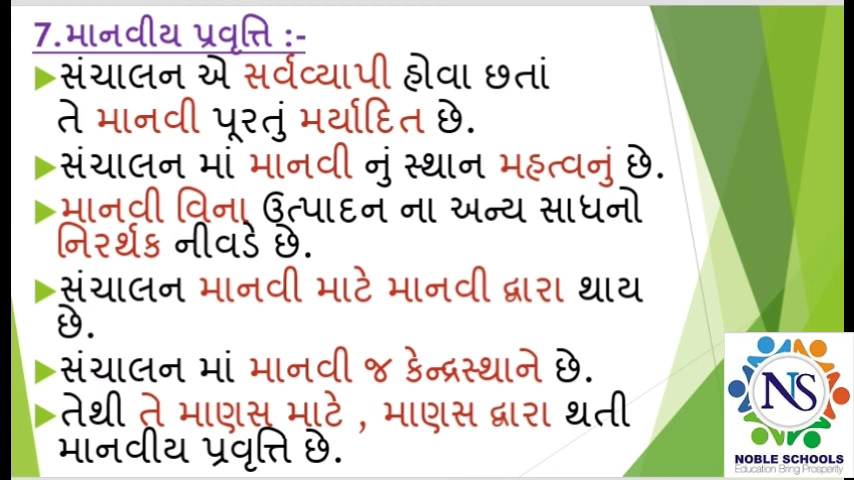 7.માનવીય પ્રવૃત્તિ :-
સંચાલન એ સર્વવ્યાપી હોવા છતાં
તે માનવી પૂરતું મર્યાદિત છે.
સંચાલન માં માનવી નું સ્થાન મહત્વનું છે.
માનવી વિના ઉત્પાદન ના અન્ય સાધનો
નિરર્થક નીવડે છે.
સંચાલન માનવી માટે માનવી દ્વારા થાય
છે.
સંચાલન માં માનવી જ કેન્દ્રસ્થાને છે.
તેથી તે માણસ માટે , માણસ દ્વારા થતી
માનવીય પ્રવૃત્તિ છે.
NS
NOBLE SCHOOLS
Education Bring Prosperity